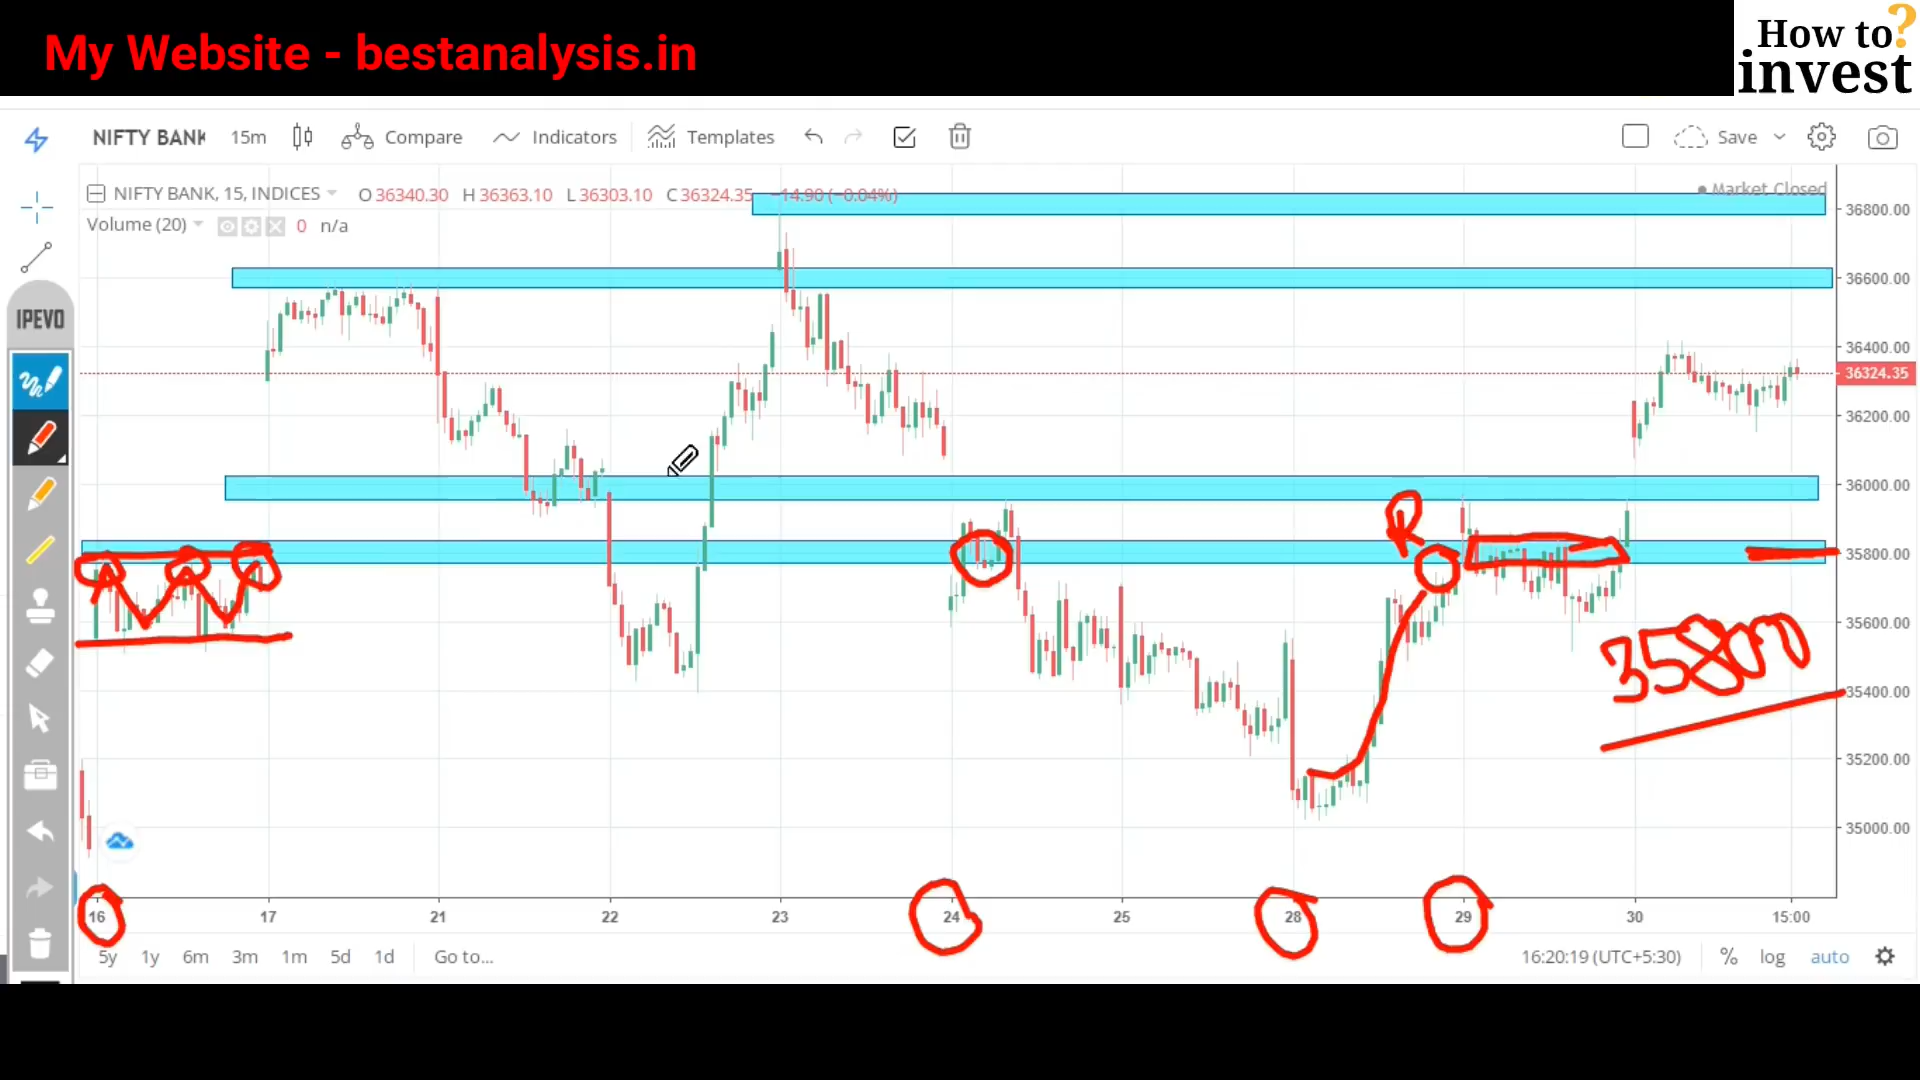 My Website - bestanalysis.in
How to?
invest
NIFTY BANK 15m Compare Indicators Templates Save
NIFTY BANK, 15, INDICES O 36340.30 H 36363.10 L 36303.10 C 36324.35 −14.90 (−0.04%)
Market Closed
Volume (20) 0 n/a
IPEVO
36800.00
36600.00
36400.00
36324.35
36200.00
36000.00
R
35800.00
35600.00
35800
35400.00
35200.00
35000.00
16 17 21 22 23 24 25 28 29 30 15:00
5y 1y 6m 3m 1m 5d 1d Go to... 16:20:19 (UTC+5:30) % log auto